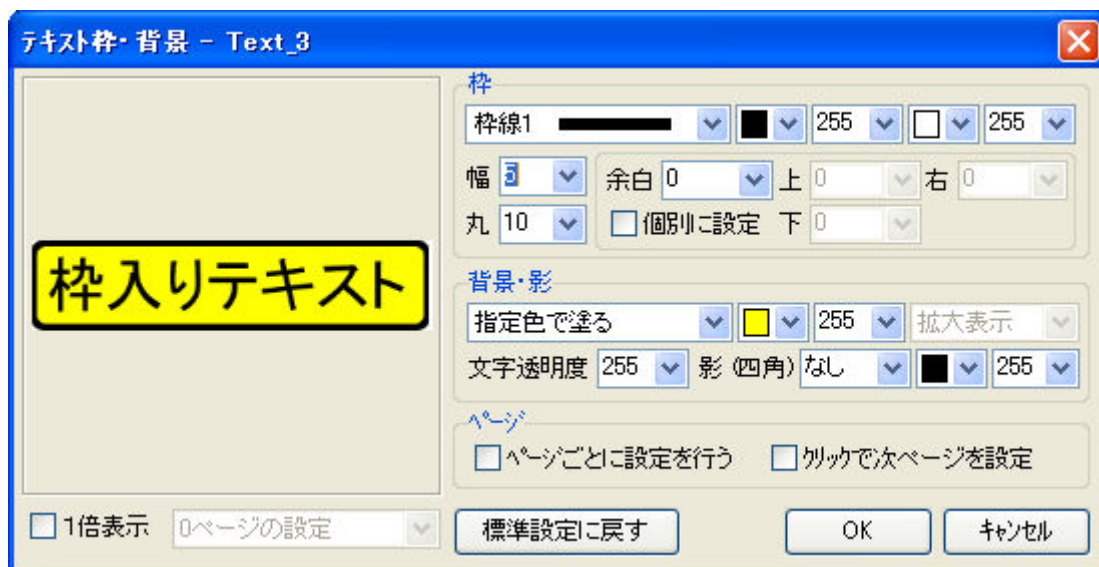 テキスト枠・背景 - Text_3
枠
枠線1 255 255
幅 5 余白 0 上 0 右 0
丸 10 個別に設定 下 0
枠入りテキスト
背景・影
指定色で塗る 255 拡大表示
文字透明度 255 影 (四角) なし 255
ページ
ページごとに設定を行う クリックで次ページを設定
1倍表示 0ページの設定 標準設定に戻す OK キャンセル